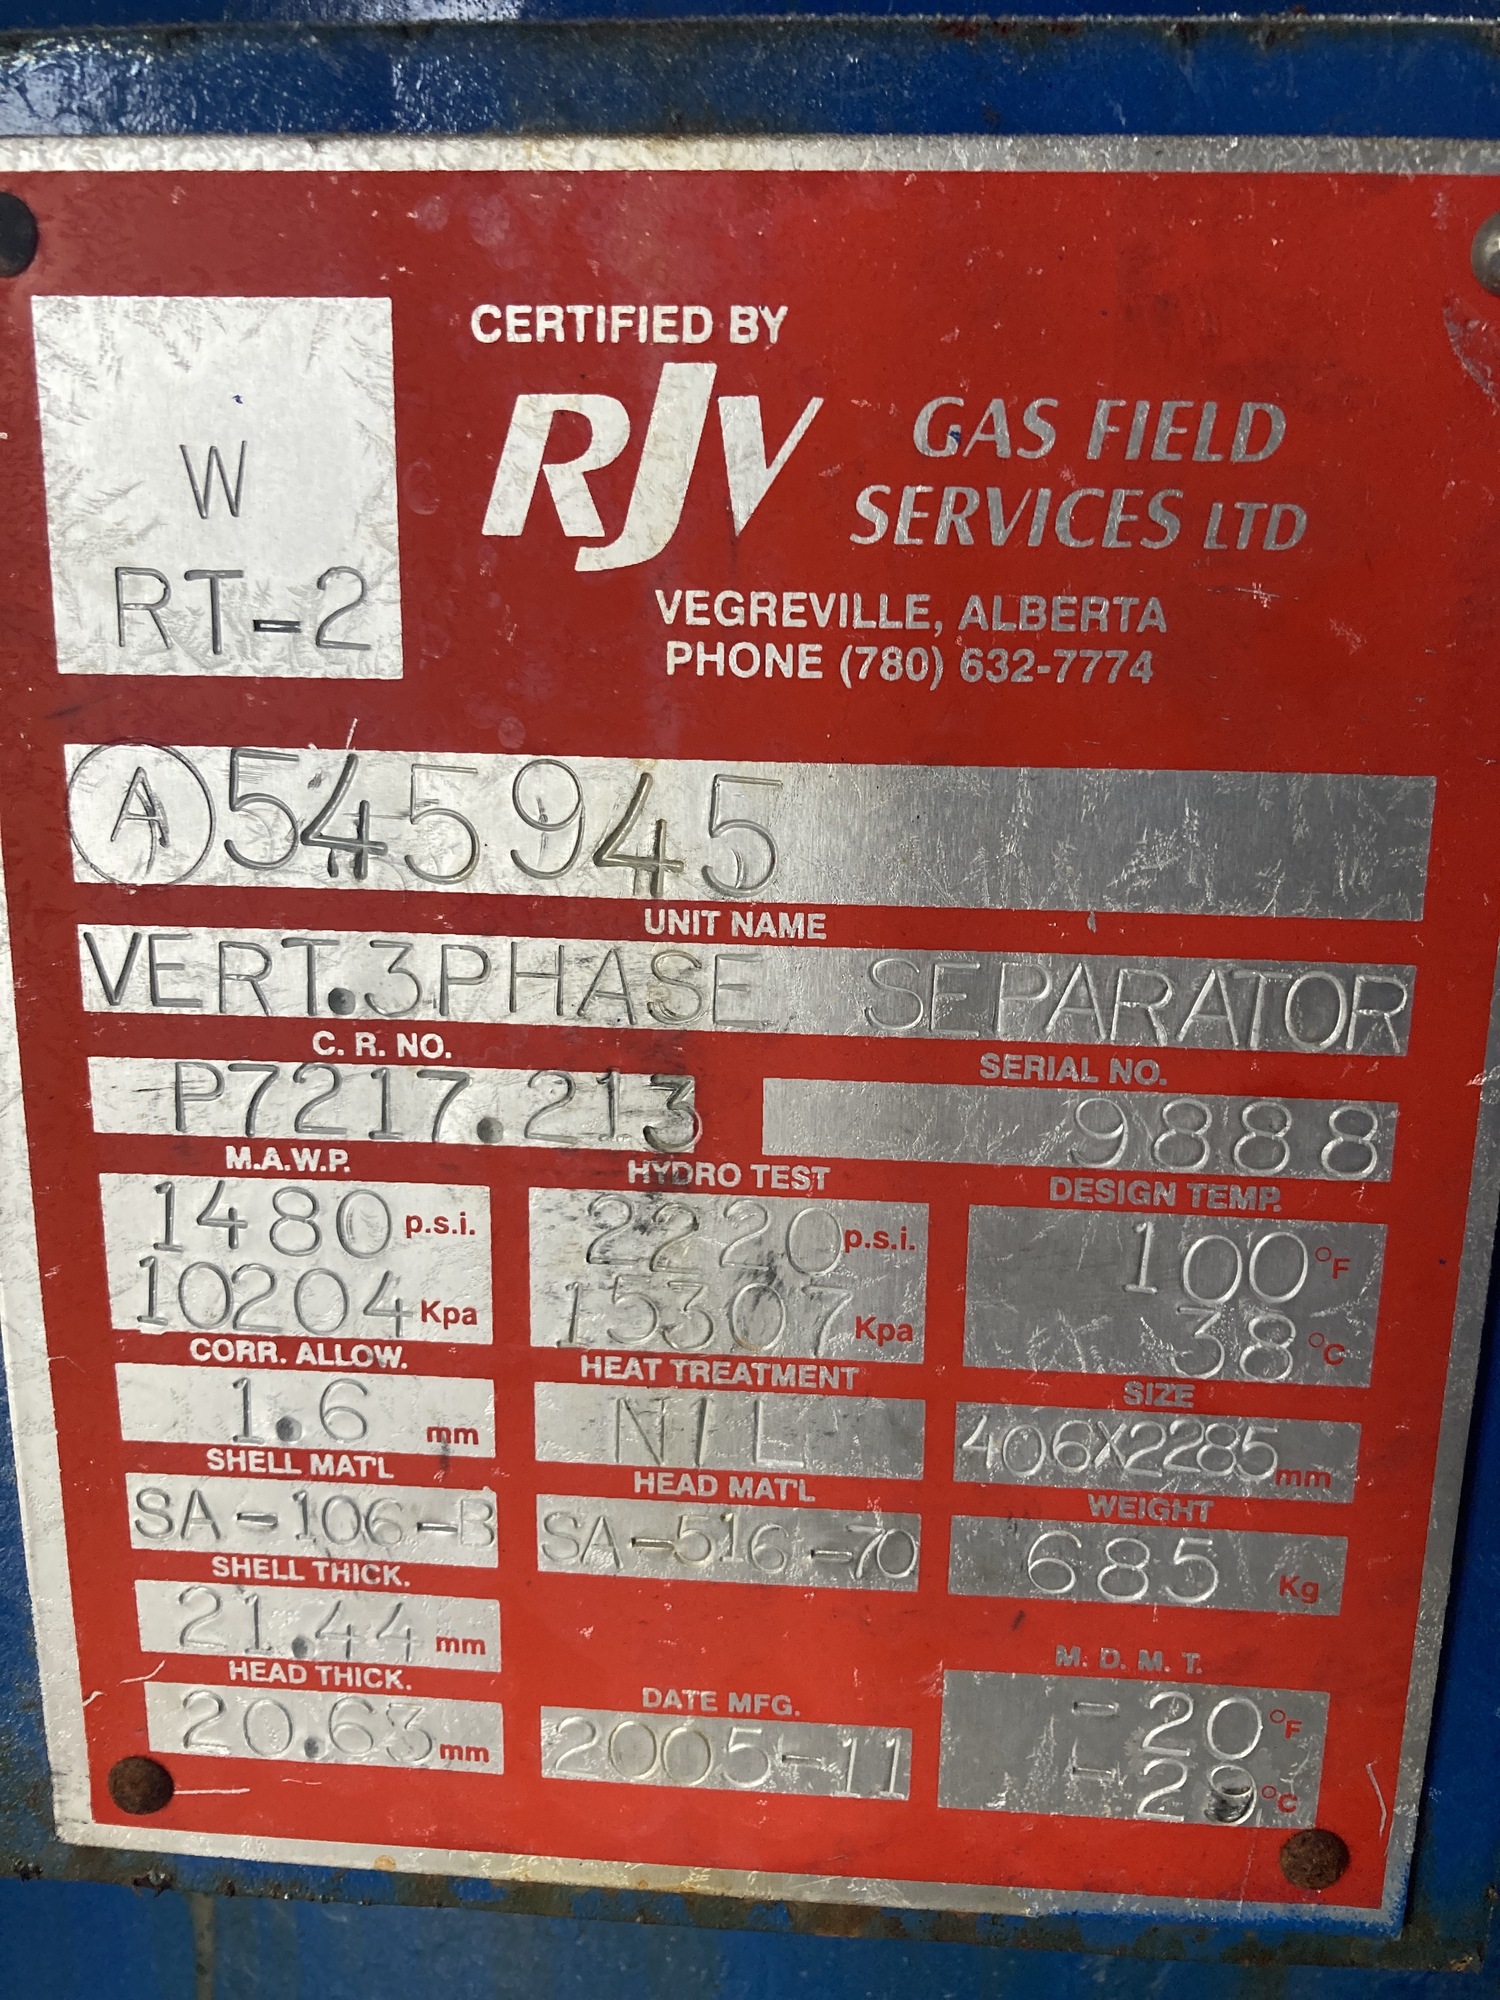 CERTIFIED BY
RJV GAS FIELD
SERVICES LTD
VEGREVILLE, ALBERTA
PHONE (780) 632-7774
W
RT-2
A 545945
UNIT NAME
VERT.3PHASE SEPARATOR
C. R. NO.
P7217.213
SERIAL NO.
9888
M.A.W.P.
1480 p.s.i.
10204 Kpa
HYDRO TEST
2220 p.s.i.
15307 Kpa
DESIGN TEMP.
100 °F
38 °C
CORR. ALLOW.
1.6 mm
HEAT TREATMENT
NIL
SIZE
406X2285 mm
SHELL MAT'L
SA-106-B
HEAD MAT'L
SA-516-70
WEIGHT
685 Kg
SHELL THICK.
21.44 mm
HEAD THICK.
20.63 mm
DATE MFG.
2005-11
M. D. M. T.
-20 °F
-29 °C